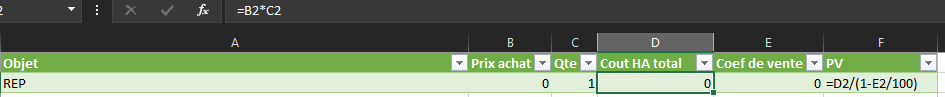 =B2*C2
A B C D E F
Objet Prix achat Qte Cout HA total Coef de vente PV
REP 0 1 0 0 =D2/(1-E2/100)